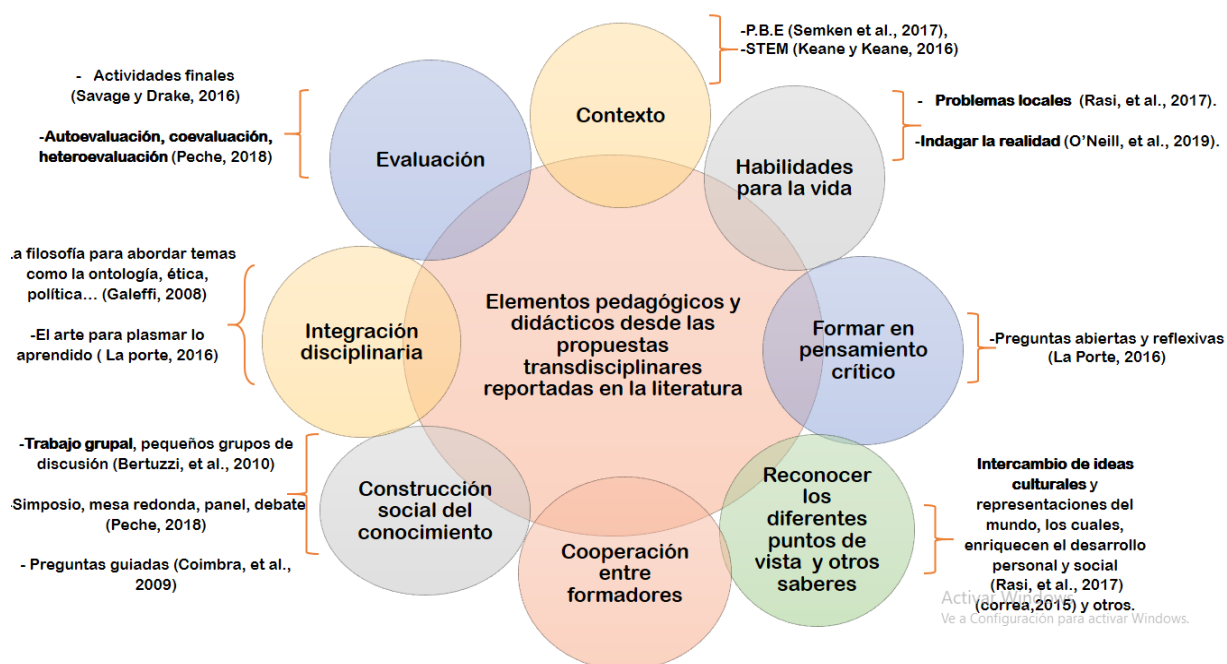 -P.B.E (Semken et al., 2017),
-STEM (Keane y Keane, 2016)
Contexto
- Problemas locales (Rasi, et al., 2017).
-Indagar la realidad (O'Neill, et al., 2019).
Habilidades
para la vida
-Preguntas abiertas y reflexivas
(La Porte, 2016)
Formar en
pensamiento
crítico
Intercambio de ideas
culturales y
representaciones del
mundo, los cuales,
enriquecen el desarrollo
personal y social
(Rasi, et al., 2017)
(correa,2015) y otros.
Reconocer
los
diferentes
puntos de
vista y otros
saberes
Cooperación
entre
formadores
Construcción
social del
conocimiento
-Trabajo grupal, pequeños grupos de
discusión (Bertuzzi, et al., 2010)
-Simposio, mesa redonda, panel, debate
(Peche, 2018)
- Preguntas guiadas (Coimbra, et al.,
2009)
Integración
disciplinaria
a filosofía para abordar temas
como la ontología, ética,
política... (Galeffi, 2008)
-El arte para plasmar lo
aprendido ( La porte, 2016)
Evaluación
- Actividades finales
(Savage y Drake, 2016)
-Autoevaluación, coevaluación,
heteroevaluación (Peche, 2018)
Elementos pedagógicos y
didácticos desde las
propuestas
transdisciplinares
reportadas en la literatura
Activar Windows
Ve a Configuración para activar Windows.